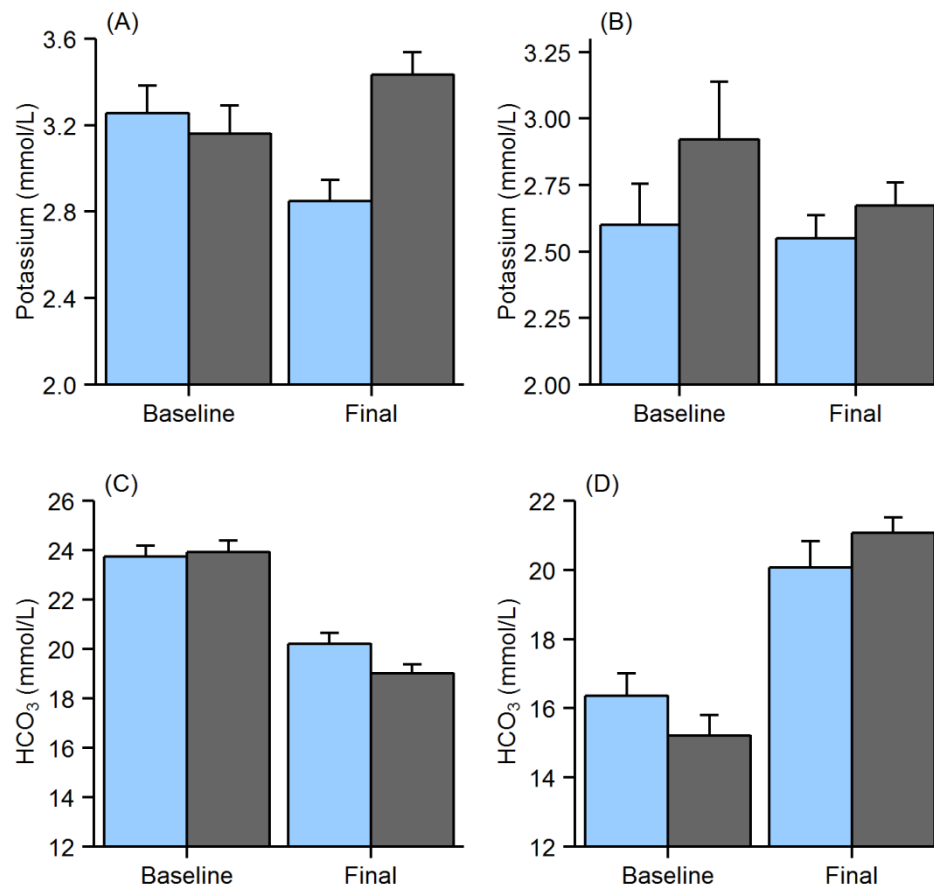 (A)
Potassium (mmol/L)
3.6
3.2
2.8
2.4
2.0
Baseline Final
(B)
Potassium (mmol/L)
3.25
3.00
2.75
2.50
2.25
2.00
Baseline Final
(C)
HCO₃ (mmol/L)
26
24
22
20
18
16
14
12
Baseline Final
(D)
HCO₃ (mmol/L)
22
20
18
16
14
12
Baseline Final